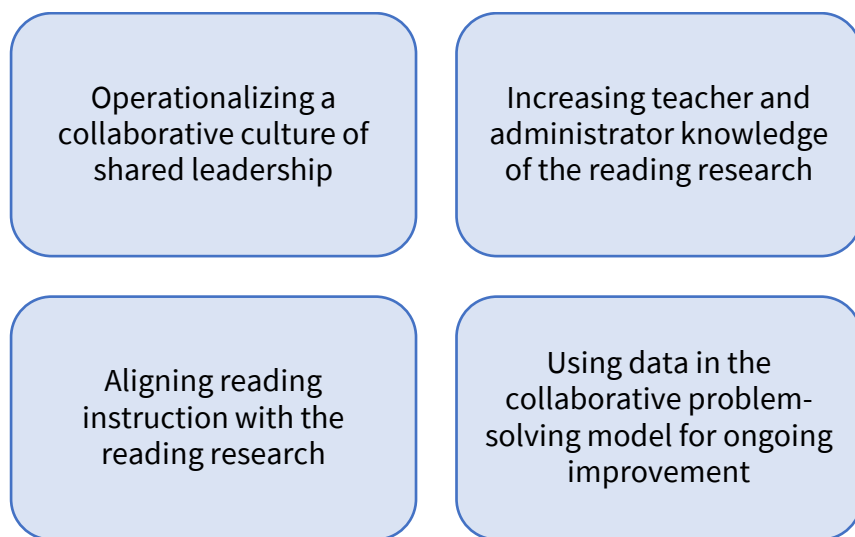 Operationalizing a
collaborative culture of
shared leadership
Increasing teacher and
administrator knowledge
of the reading research
Aligning reading
instruction with the
reading research
Using data in the
collaborative problem-
solving model for ongoing
improvement